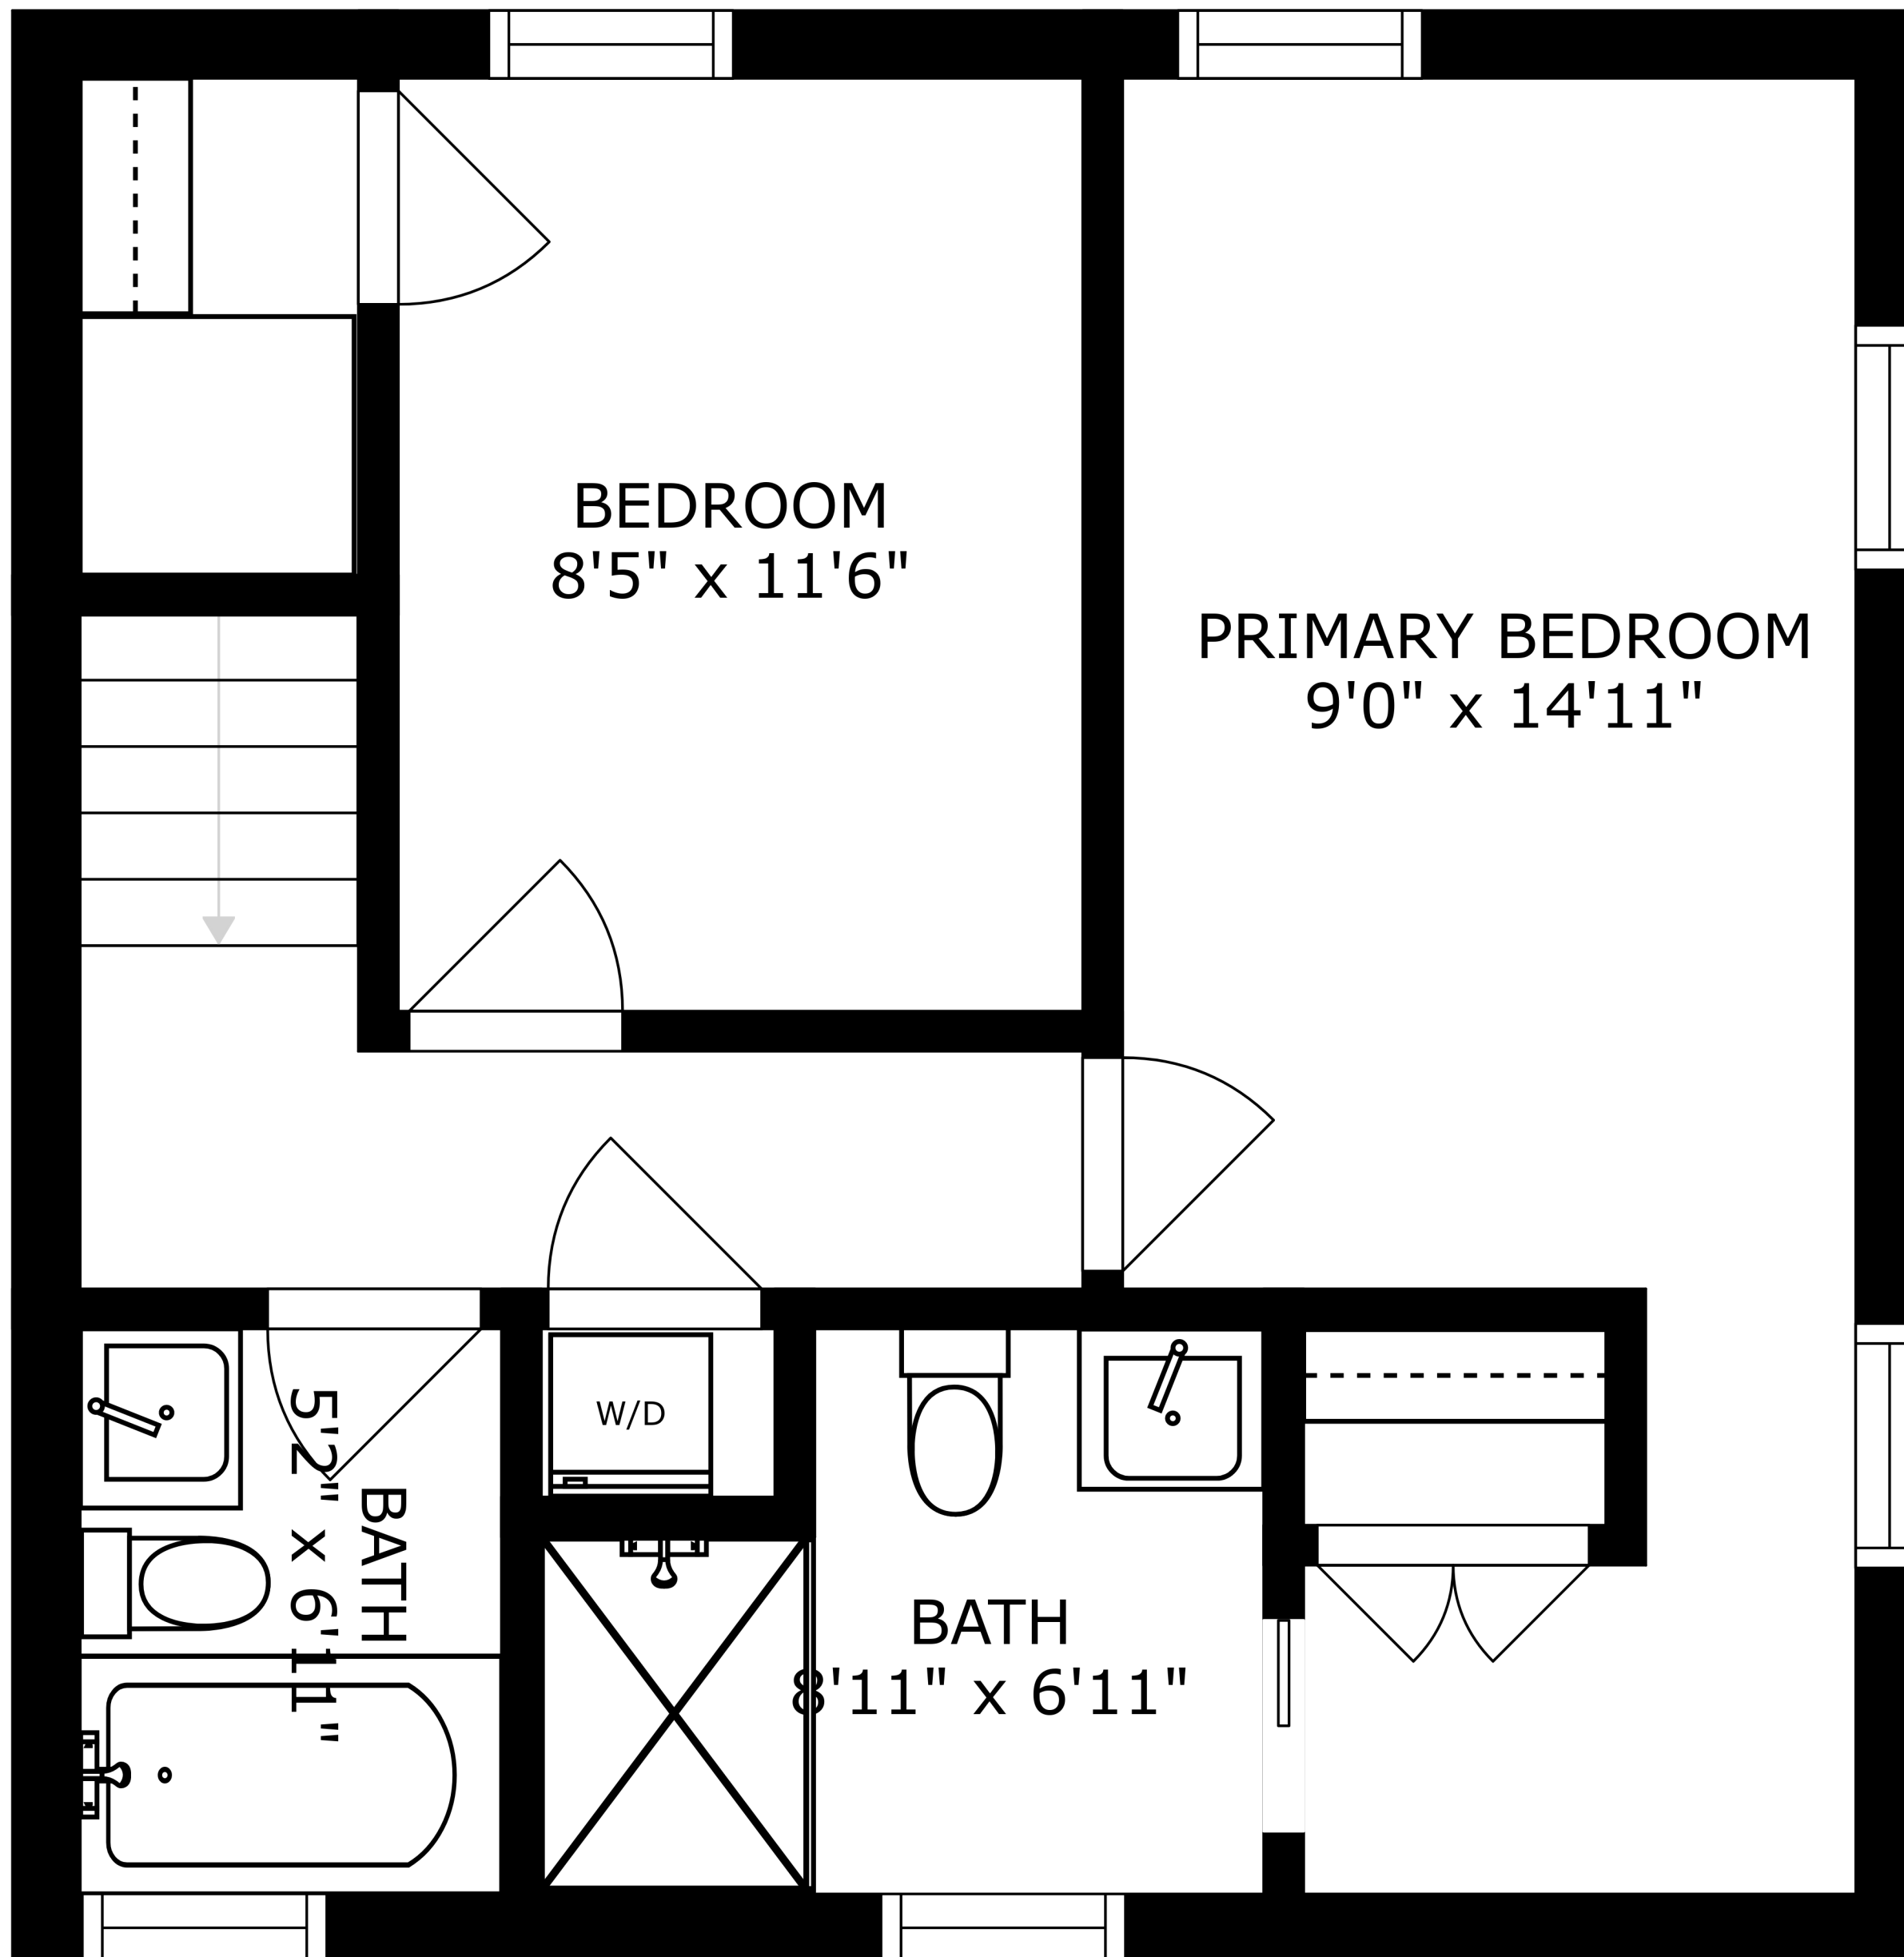 BEDROOM
8'5" x 11'6"
PRIMARY BEDROOM
9'0" x 14'11"
W/D
BATH
5'2" x 6'11"
BATH
8'11" x 6'11"